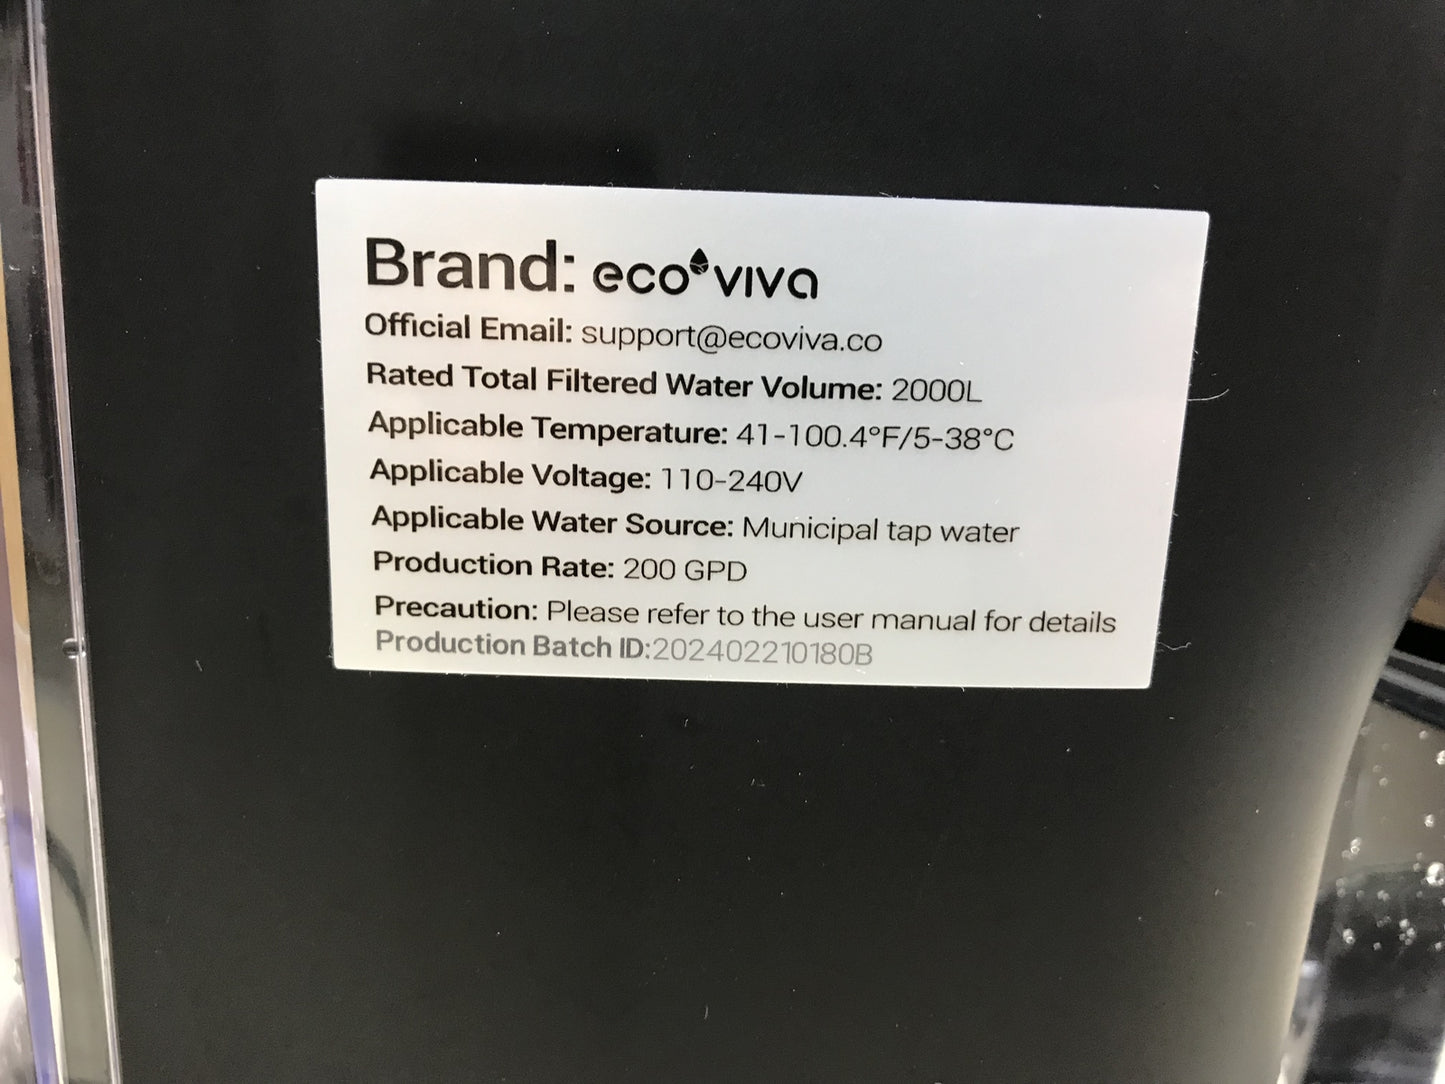 Brand: eco viva
Official Email: support@ecoviva.co
Rated Total Filtered Water Volume: 2000L
Applicable Temperature: 41-100.4°F/5-38°C
Applicable Voltage: 110-240V
Applicable Water Source: Municipal tap water
Production Rate: 200 GPD
Precaution: Please refer to the user manual for details
Production Batch ID:202402210180B